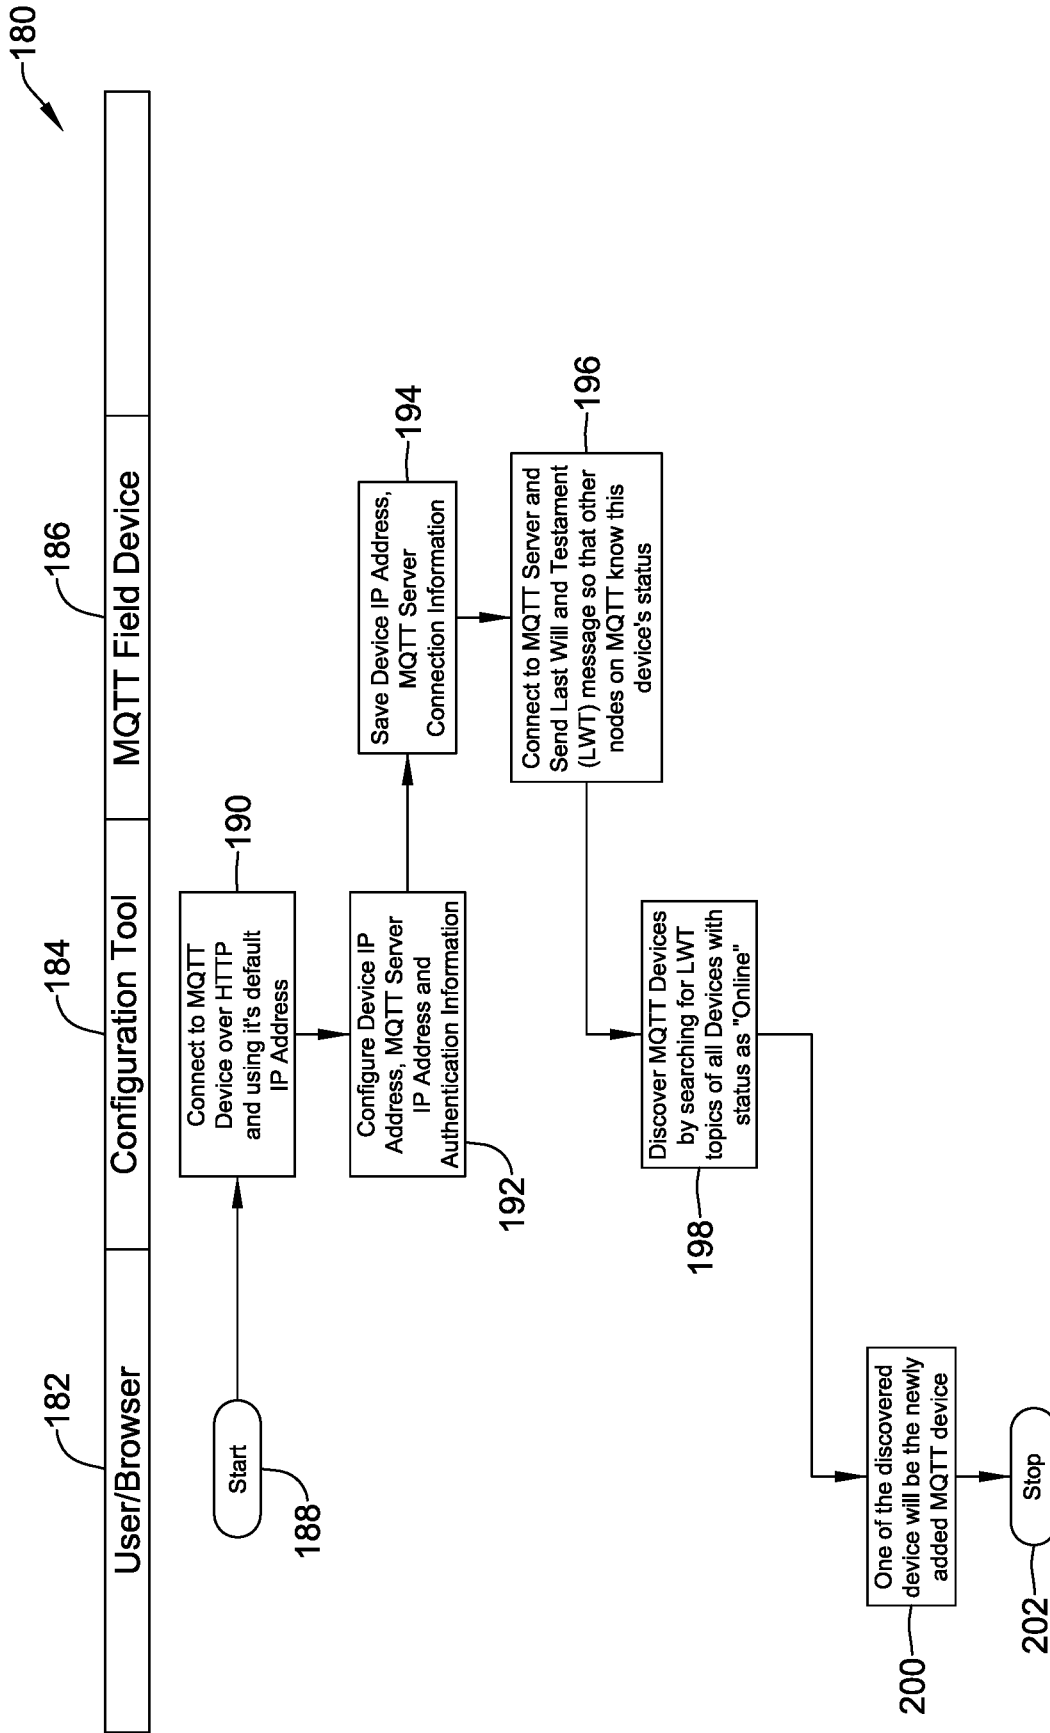 180
182
184
186
User/Browser
Configuration Tool
MQTT Field Device
Start
188
190
Connect to MQTT
Device over HTTP
and using it's default
IP Address
Configure Device IP
Address, MQTT Server
IP Address and
Authentication Information
192
194
Save Device IP Address,
MQTT Server
Connection Information
196
Connect to MQTT Server and
Send Last Will and Testament
(LWT) message so that other
nodes on MQTT know this
device's status
Discover MQTT Devices
by searching for LWT
topics of all Devices with
status as "Online"
198
One of the discovered
device will be the newly
added MQTT device
200
Stop
202